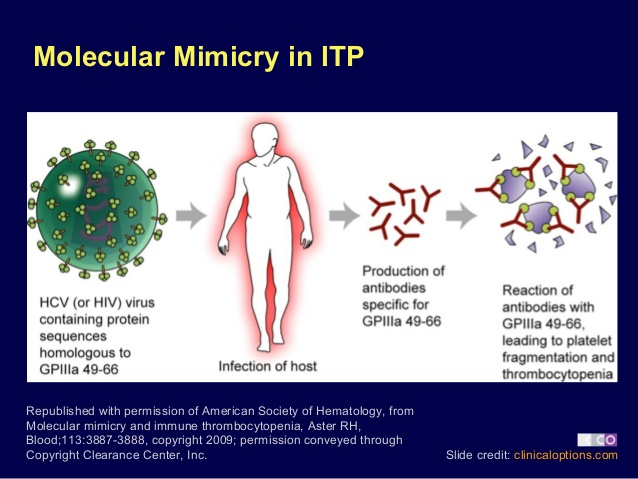 Molecular Mimicry in ITP
HCV (or HIV) virus
containing protein
sequences
homologous to
GPIIIa 49-66
Infection of host
Production of
antibodies
specific for
GPIIIa 49-66
Reaction of
antibodies with
GPIIIa 49-66,
leading to platelet
fragmentation and
thrombocytopenia
Republished with permission of American Society of Hematology, from
Molecular mimicry and immune thrombocytopenia, Aster RH,
Blood;113:3887-3888, copyright 2009; permission conveyed through
Copyright Clearance Center, Inc.
CCO
Slide credit: clinicaloptions.com